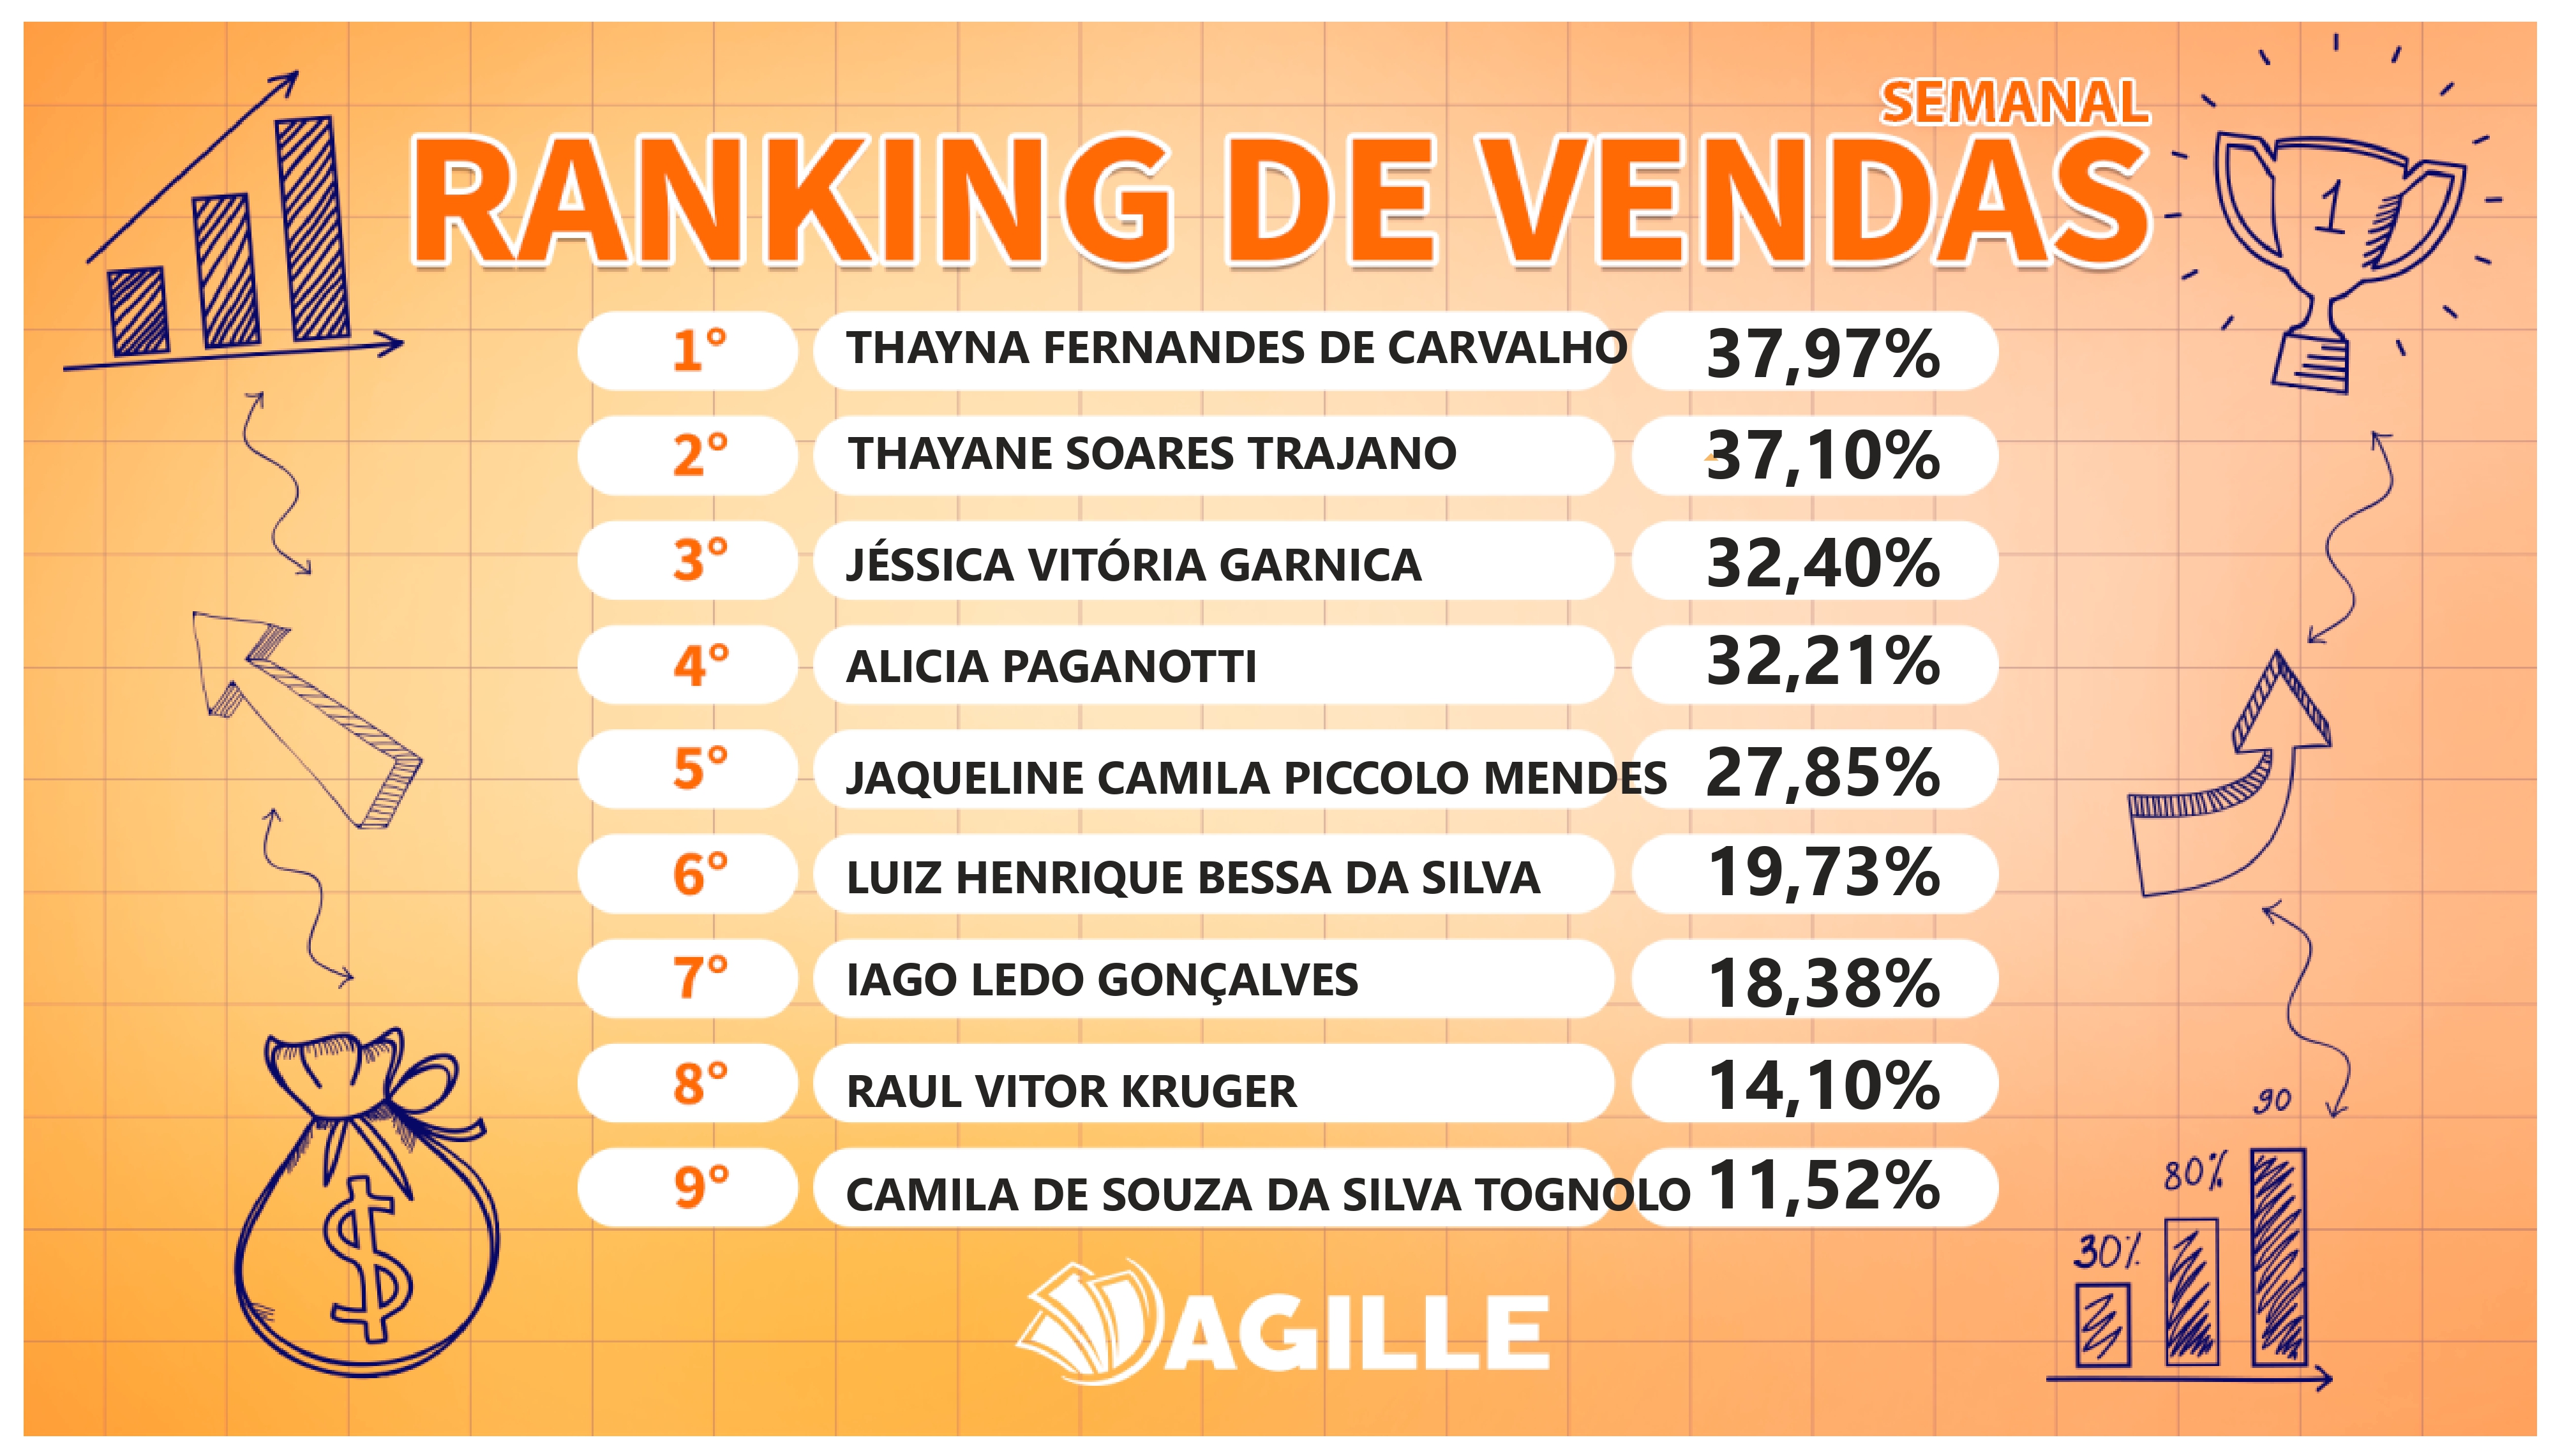 SEMANAL
RANKING DE VENDAS
1
1° THAYNA FERNANDES DE CARVALHO 37,97%
2° THAYANE SOARES TRAJANO 37,10%
3° JÉSSICA VITÓRIA GARNICA 32,40%
4° ALICIA PAGANOTTI 32,21%
5° JAQUELINE CAMILA PICCOLO MENDES 27,85%
6° LUIZ HENRIQUE BESSA DA SILVA 19,73%
7° IAGO LEDO GONÇALVES 18,38%
8° RAUL VITOR KRUGER 14,10%
9° CAMILA DE SOUZA DA SILVA TOGNOLO 11,52%
90
80%
30%
$
AGILLE